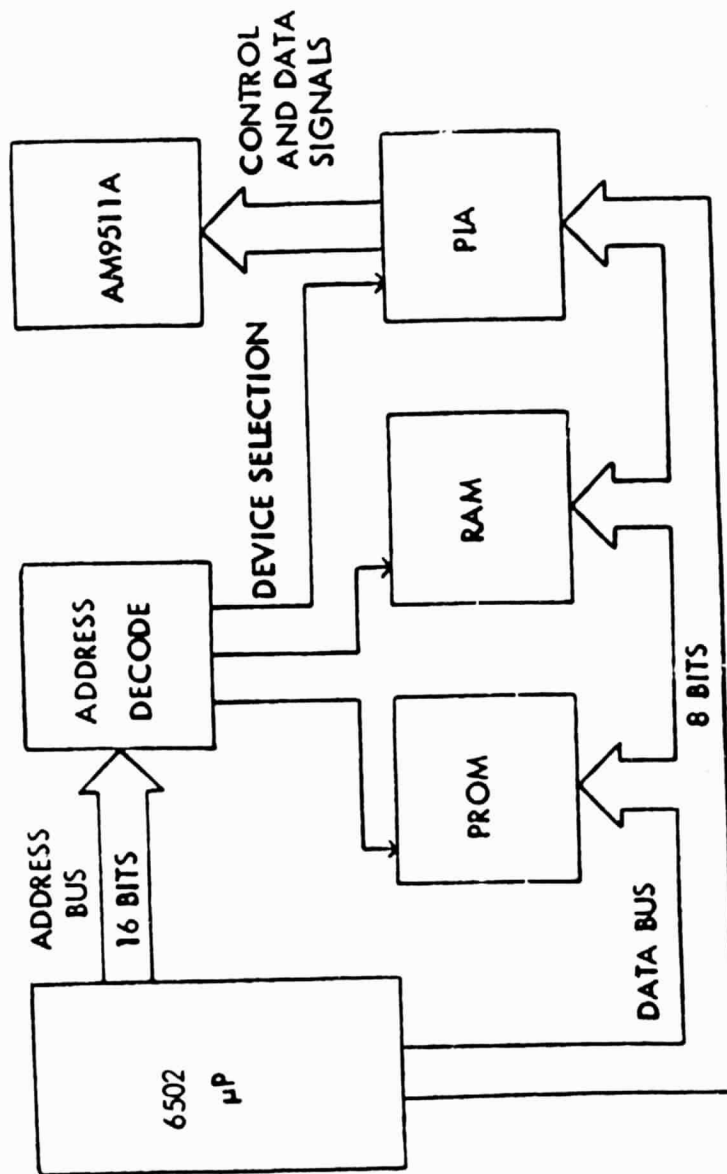 6502
μP
ADDRESS
BUS
16 BITS
ADDRESS
DECODE
AM9511A
DEVICE SELECTION
CONTROL
AND DATA
SIGNALS
PROM
RAM
PIA
DATA BUS
8 BITS